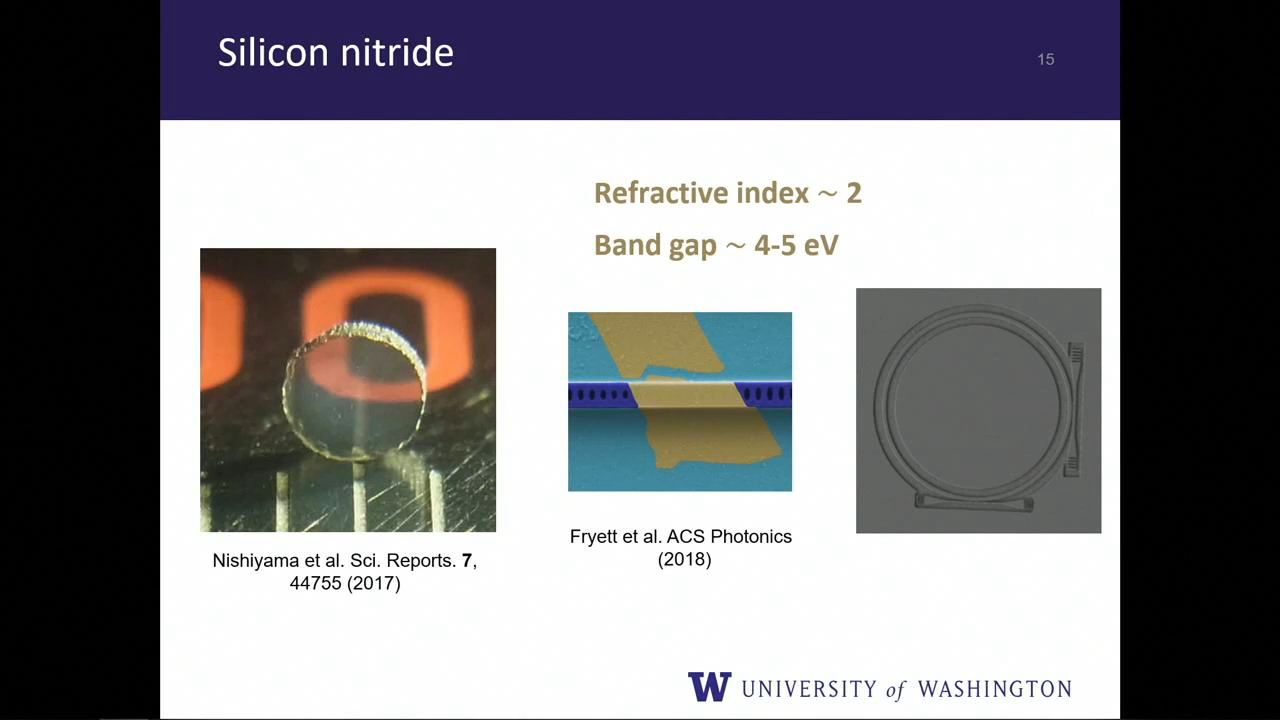 Silicon nitride
15
Refractive index ~ 2
Band gap ~ 4-5 eV
Nishiyama et al. Sci. Reports. 7,
44755 (2017)
Fryett et al. ACS Photonics
(2018)
W UNIVERSITY of WASHINGTON